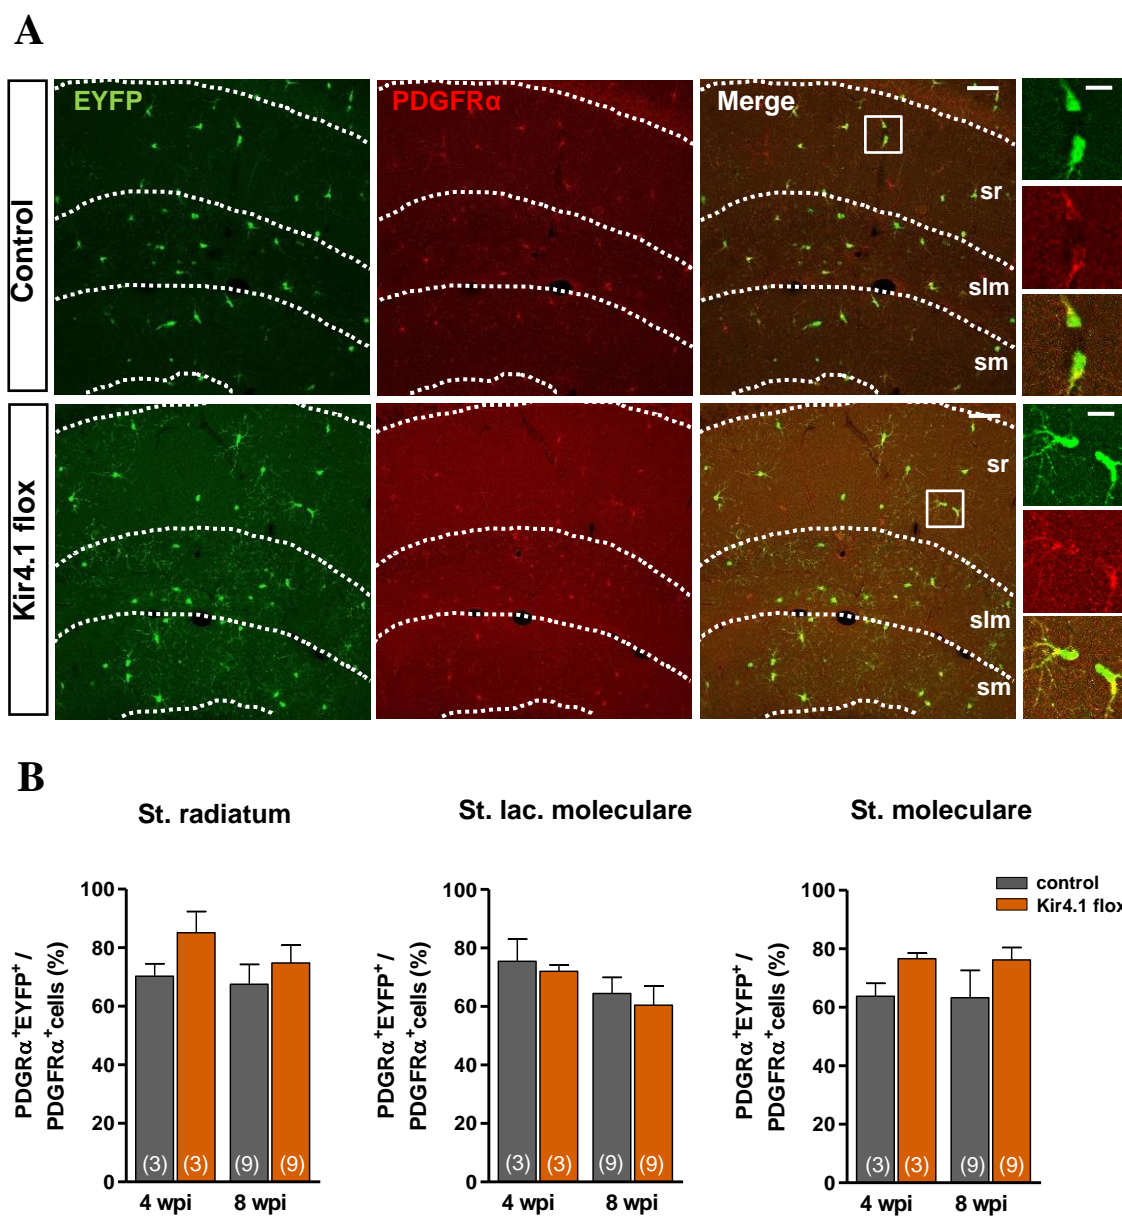 A
Control
EYFP
PDGFRα
Merge
sr
slm
sm
Kir4.1 flox
sr
slm
sm
B
St. radiatum
St. lac. moleculare
St. moleculare
control
Kir4.1 flox
PDGRα⁺EYFP⁺ /
PDGFRα⁺cells (%)
100
80
60
40
20
0
(3)
(3)
(9)
(9)
4 wpi
8 wpi
PDGRα⁺EYFP⁺ /
PDGFRα⁺cells (%)
100
80
60
40
20
0
(3)
(3)
(9)
(9)
4 wpi
8 wpi
PDGRα⁺EYFP⁺ /
PDGFRα⁺cells (%)
100
80
60
40
20
0
(3)
(3)
(9)
(9)
4 wpi
8 wpi